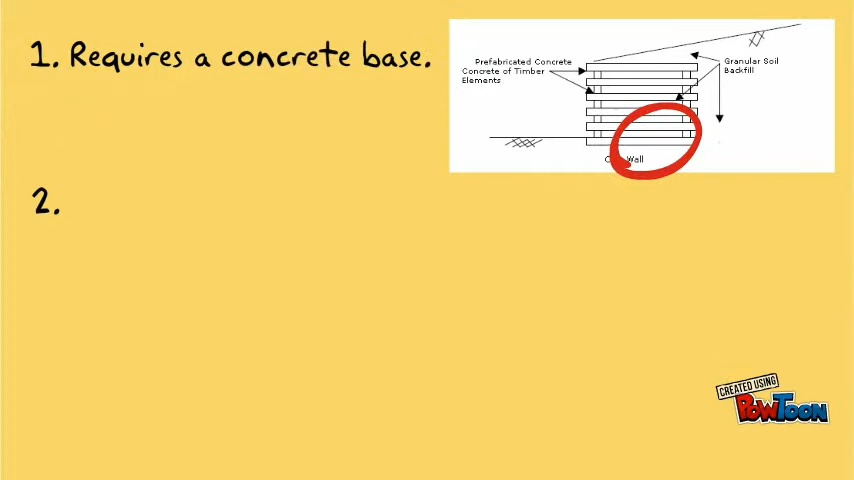 1. Requires a concrete base.
Prefabricated Concrete
Concrete of Timber
Elements
Granular Soil
Backfill
Wall
2.
CREATED USING
POWTOON